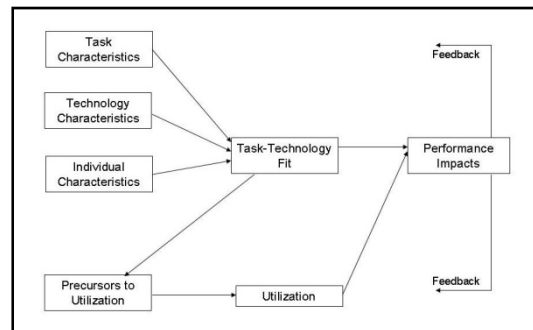 Task
Characteristics
Feedback
Technology
Characteristics
Task-Technology
Fit
Performance
Impacts
Individual
Characteristics
Precursors to
Utilization
Utilization
Feedback